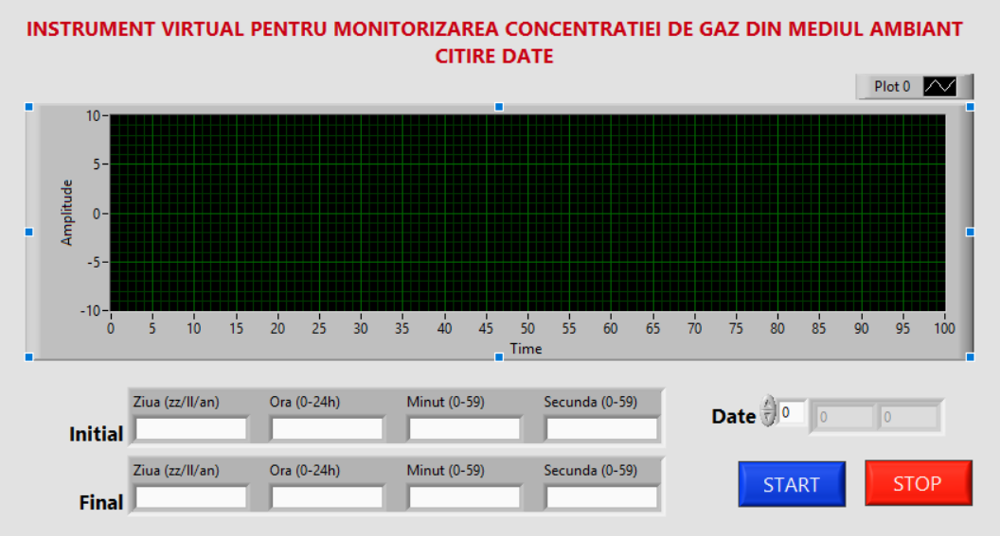 INSTRUMENT VIRTUAL PENTRU MONITORIZAREA CONCENTRATIEI DE GAZ DIN MEDIUL AMBIANT
CITIRE DATE
Plot 0
10
5
0
-5
-10
Amplitude
0 5 10 15 20 25 30 35 40 45 50 55 60 65 70 75 80 85 90 95 100
Time
Initial
Ziua (zz/ll/an) Ora (0-24h) Minut (0-59) Secunda (0-59)
Final
Ziua (zz/ll/an) Ora (0-24h) Minut (0-59) Secunda (0-59)
Date 0 0 0
START STOP